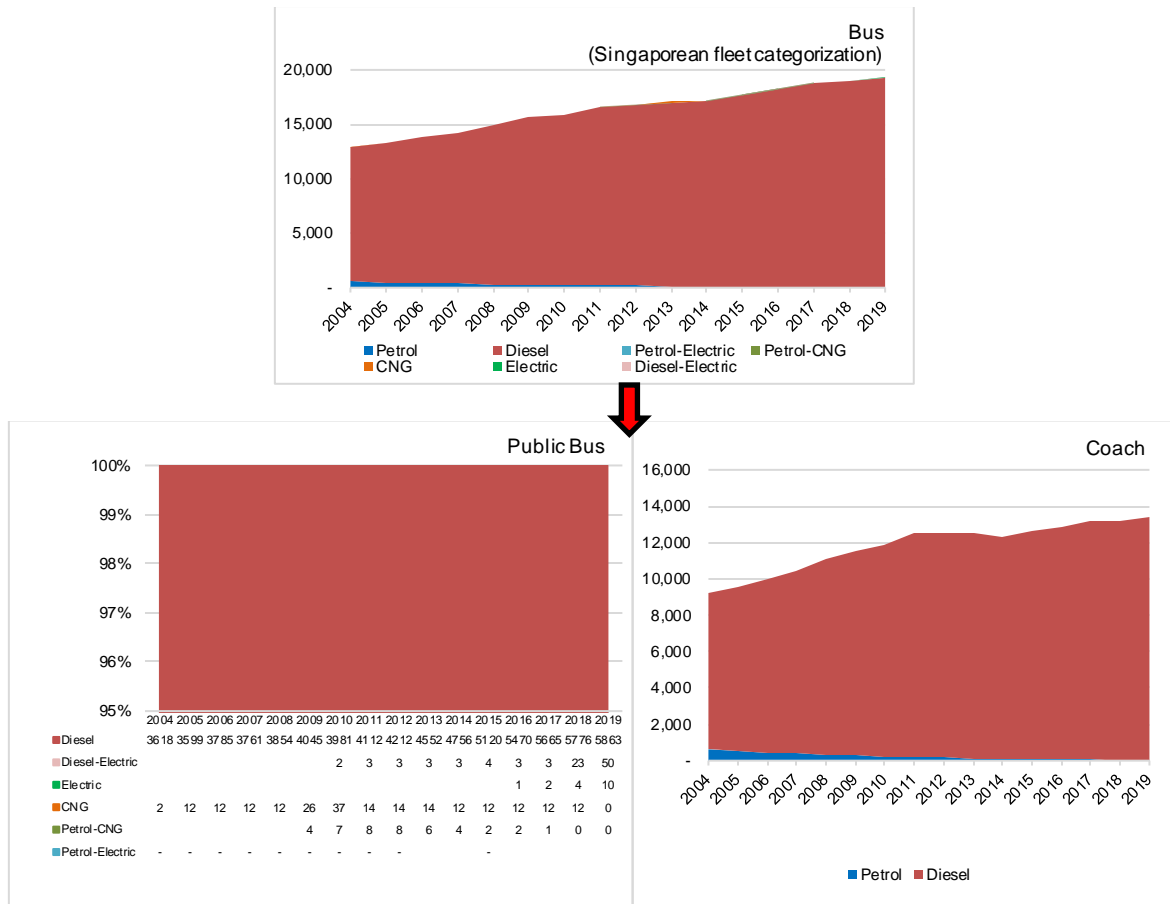 Bus
(Singaporean fleet categorization)
20,000
15,000
10,000
5,000
-
2004 2005 2006 2007 2008 2009 2010 2011 2012 2013 2014 2015 2016 2017 2018 2019
Petrol Diesel Petrol-Electric Petrol-CNG
CNG Electric Diesel-Electric
Public Bus
100%
99%
98%
97%
96%
95%
2004 2005 2006 2007 2008 2009 2010 2011 2012 2013 2014 2015 2016 2017 2018 2019
Diesel 3618 3599 3785 3761 3854 4045 3981 4112 4212 4552 4756 5120 5470 5665 5776 5863
Diesel-Electric 2 3 3 3 3 4 3 3 23 50
Electric 1 2 4 10
CNG 2 12 12 12 12 26 37 14 14 14 12 12 12 12 12 0
Petrol-CNG 4 7 8 8 6 4 2 2 1 0 0
Petrol-Electric - - - - - - - - - -
Coach
16,000
14,000
12,000
10,000
8,000
6,000
4,000
2,000
-
2004 2005 2006 2007 2008 2009 2010 2011 2012 2013 2014 2015 2016 2017 2018 2019
Petrol Diesel